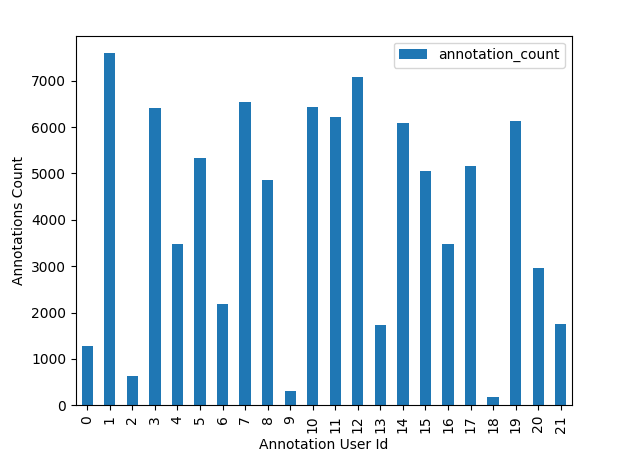 annotation_count
Annotations Count
7000
6000
5000
4000
3000
2000
1000
0
0 1 2 3 4 5 6 7 8 9 10 11 12 13 14 15 16 17 18 19 20 21
Annotation User Id